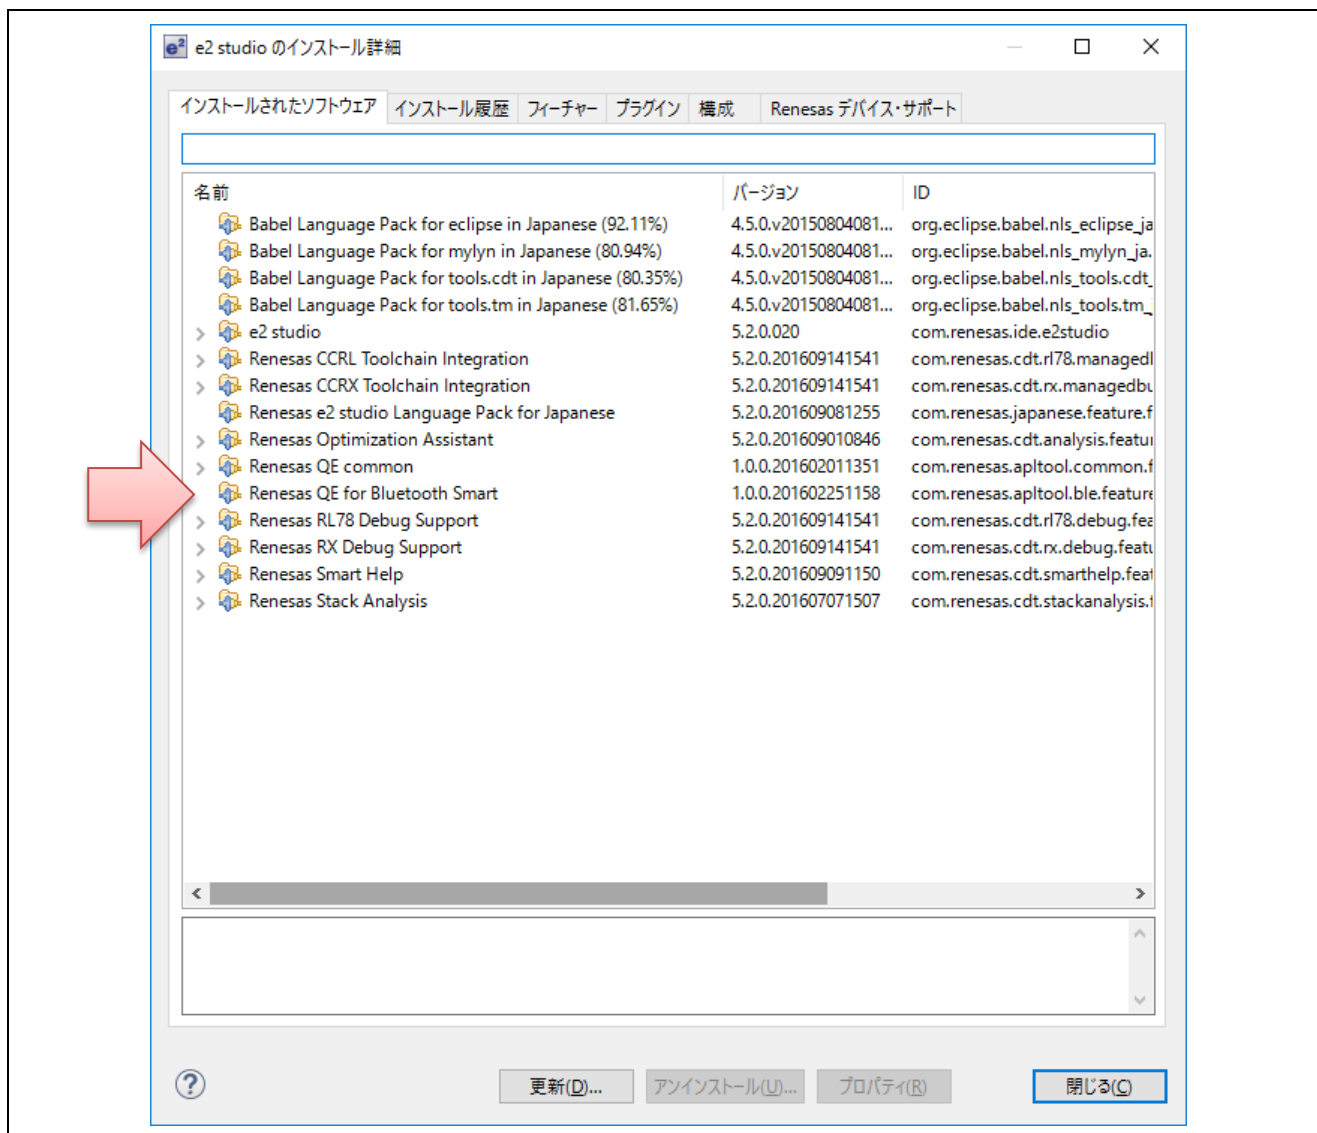 e² e2 studio のインストール詳細
インストールされたソフトウェア インストール履歴 フィーチャー プラグイン 構成 Renesas デバイス・サポート
名前 バージョン ID
Babel Language Pack for eclipse in Japanese (92.11%) 4.5.0.v20150804081... org.eclipse.babel.nls_eclipse_ja
Babel Language Pack for mylyn in Japanese (80.94%) 4.5.0.v20150804081... org.eclipse.babel.nls_mylyn_ja.
Babel Language Pack for tools.cdt in Japanese (80.35%) 4.5.0.v20150804081... org.eclipse.babel.nls_tools.cdt_
Babel Language Pack for tools.tm in Japanese (81.65%) 4.5.0.v20150804081... org.eclipse.babel.nls_tools.tm_
e2 studio 5.2.0.020 com.renesas.ide.e2studio
Renesas CCRL Toolchain Integration 5.2.0.201609141541 com.renesas.cdt.rl78.managedl
Renesas CCRX Toolchain Integration 5.2.0.201609141541 com.renesas.cdt.rx.managedbu
Renesas e2 studio Language Pack for Japanese 5.2.0.201609081255 com.renesas.japanese.feature.f
Renesas Optimization Assistant 5.2.0.201609010846 com.renesas.cdt.analysis.featur
Renesas QE common 1.0.0.201602011351 com.renesas.apltool.common.f
Renesas QE for Bluetooth Smart 1.0.0.201602251158 com.renesas.apltool.ble.feature
Renesas RL78 Debug Support 5.2.0.201609141541 com.renesas.cdt.rl78.debug.fea
Renesas RX Debug Support 5.2.0.201609141541 com.renesas.cdt.rx.debug.featu
Renesas Smart Help 5.2.0.201609091150 com.renesas.cdt.smarthelp.feat
Renesas Stack Analysis 5.2.0.201607071507 com.renesas.cdt.stackanalysis.f
? 更新(D)... アンインストール(U)... プロパティ(R) 閉じる(C)